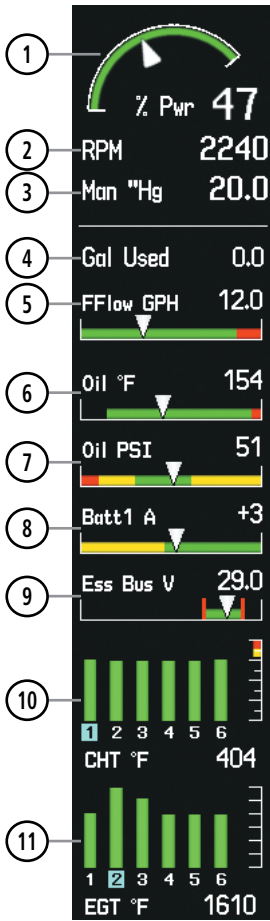 1
% Pwr 47
2 RPM 2240
3 Man "Hg 20.0
4 Gal Used 0.0
5 FFlow GPH 12.0
6 Oil °F 154
7 Oil PSI 51
8 Batt1 A +3
9 Ess Bus V 29.0
10
1 2 3 4 5 6
CHT °F 404
11
1 2 3 4 5 6
EGT °F 1610